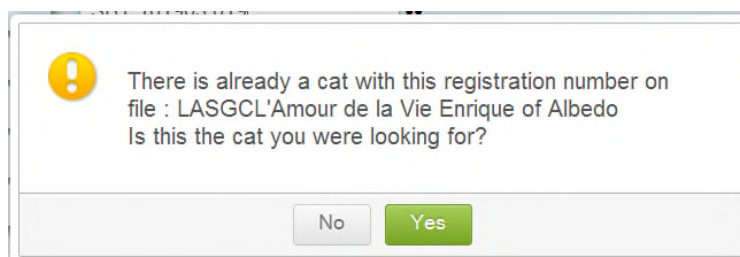 There is already a cat with this registration number on
file : LASGCL'Amour de la Vie Enrique of Albedo
Is this the cat you were looking for?
No
Yes